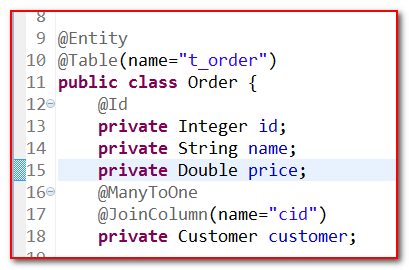 8
9 @Entity
10 @Table(name="t_order")
11 public class Order {
12 @Id
13 private Integer id;
14 private String name;
15 private Double price;
16 @ManyToOne
17 @JoinColumn(name="cid")
18 private Customer customer;